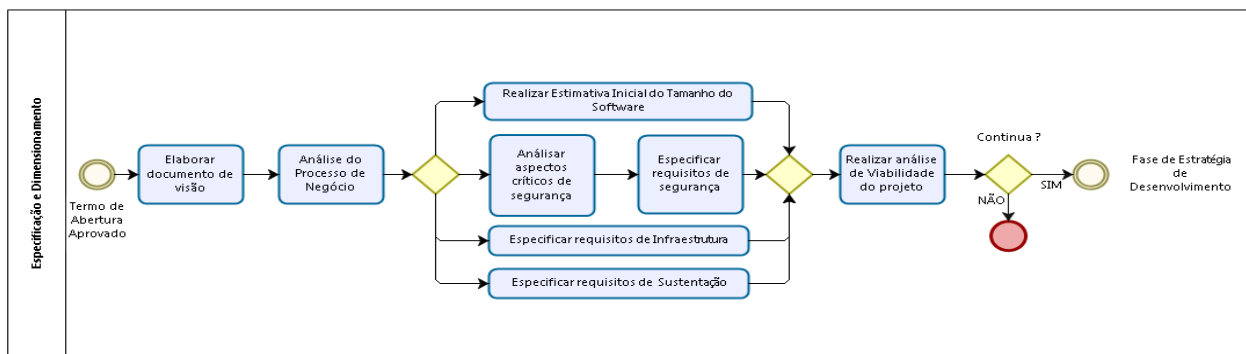 Especificação e Dimensionamento
Termo de
Abertura
Aprovado
Elaborar
documento de
visão
Análise do
Processo de
Negócio
Realizar Estimativa Inicial do Tamanho do
Software
Análisar
aspectos
críticos de
segurança
Especificar
requisitos de
segurança
Especificar requisitos de Infraestrutura
Especificar requisitos de Sustentação
Realizar análise
de Viabilidade
do projeto
Continua ?
SIM
NÃO
Fase de Estratégia
de
Desenvolvimento